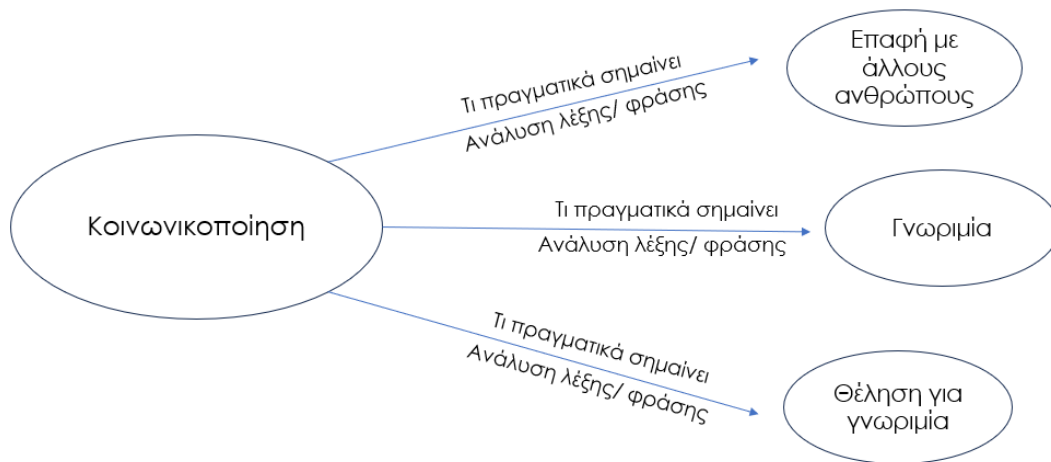 Κοινωνικοποίηση
Τι πραγματικά σημαίνει
Ανάλυση λέξης/ φράσης
Επαφή με
άλλους
ανθρώπους
Τι πραγματικά σημαίνει
Ανάλυση λέξης/ φράσης
Γνωριμία
Τι πραγματικά σημαίνει
Ανάλυση λέξης/ φράσης
Θέληση για
γνωριμία